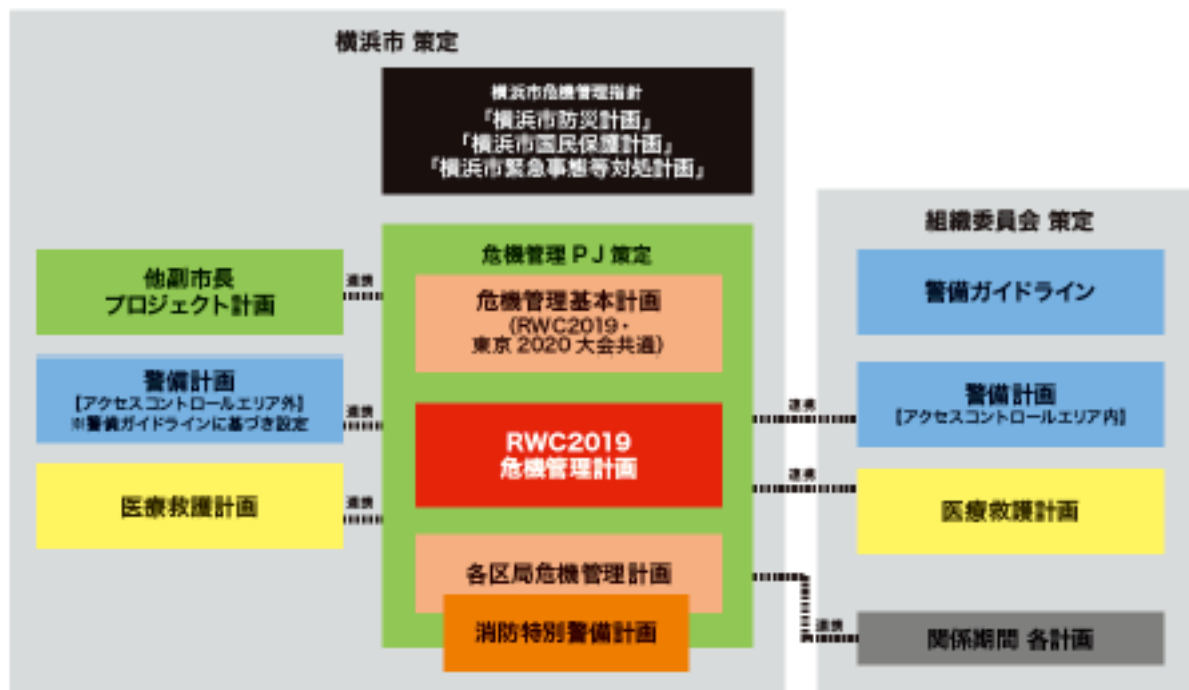 横浜市 策定
横浜市危機管理指針
「横浜市防災計画」
「横浜市国民保護計画」
「横浜市緊急事態等対処計画」
組織委員会 策定
他副市長
プロジェクト計画
連携
危機管理PJ策定
危機管理基本計画
(RWC2019・
東京2020大会共通)
警備ガイドライン
警備計画
【アクセスコントロールエリア外】
※警備ガイドラインに基づき設定
連携
RWC2019
危機管理計画
連携
警備計画
【アクセスコントロールエリア内】
医療救護計画
連携
連携
医療救護計画
各区局危機管理計画
消防特別警備計画
連携
関係期間 各計画